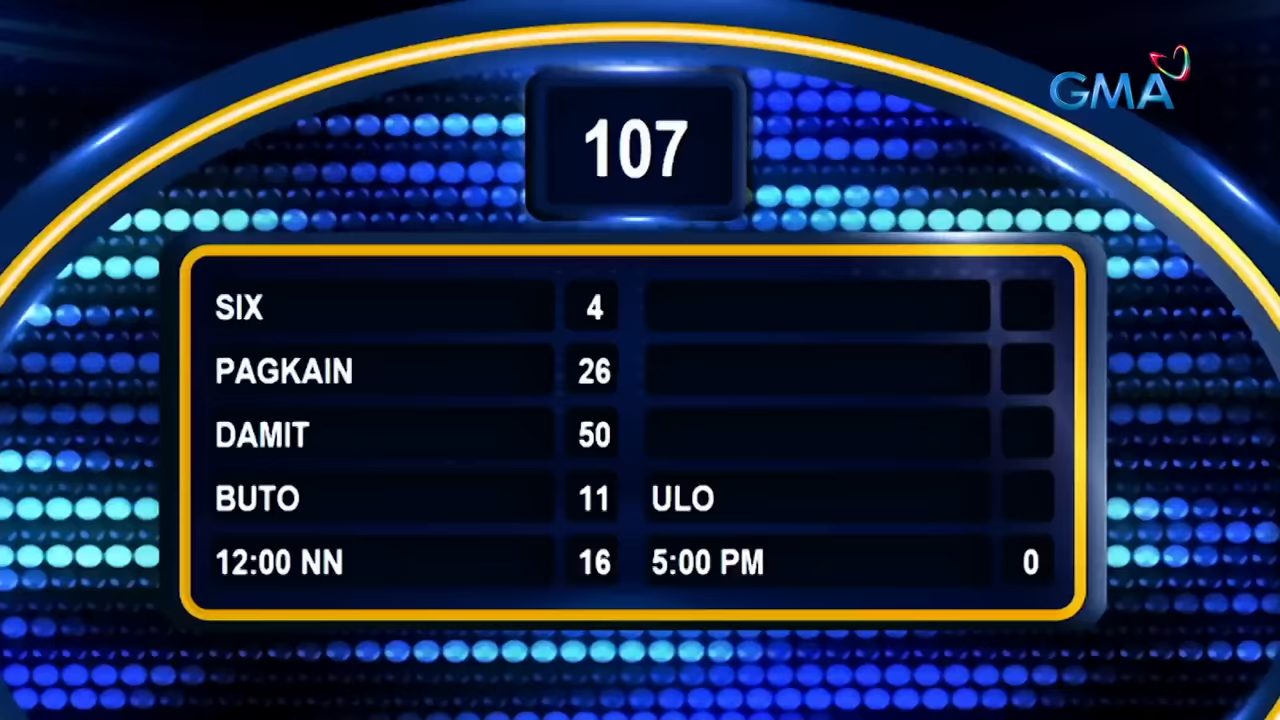 GMA
107
SIX 4
PAGKAIN 26
DAMIT 50
BUTO 11 ULO
12:00 NN 16 5:00 PM 0